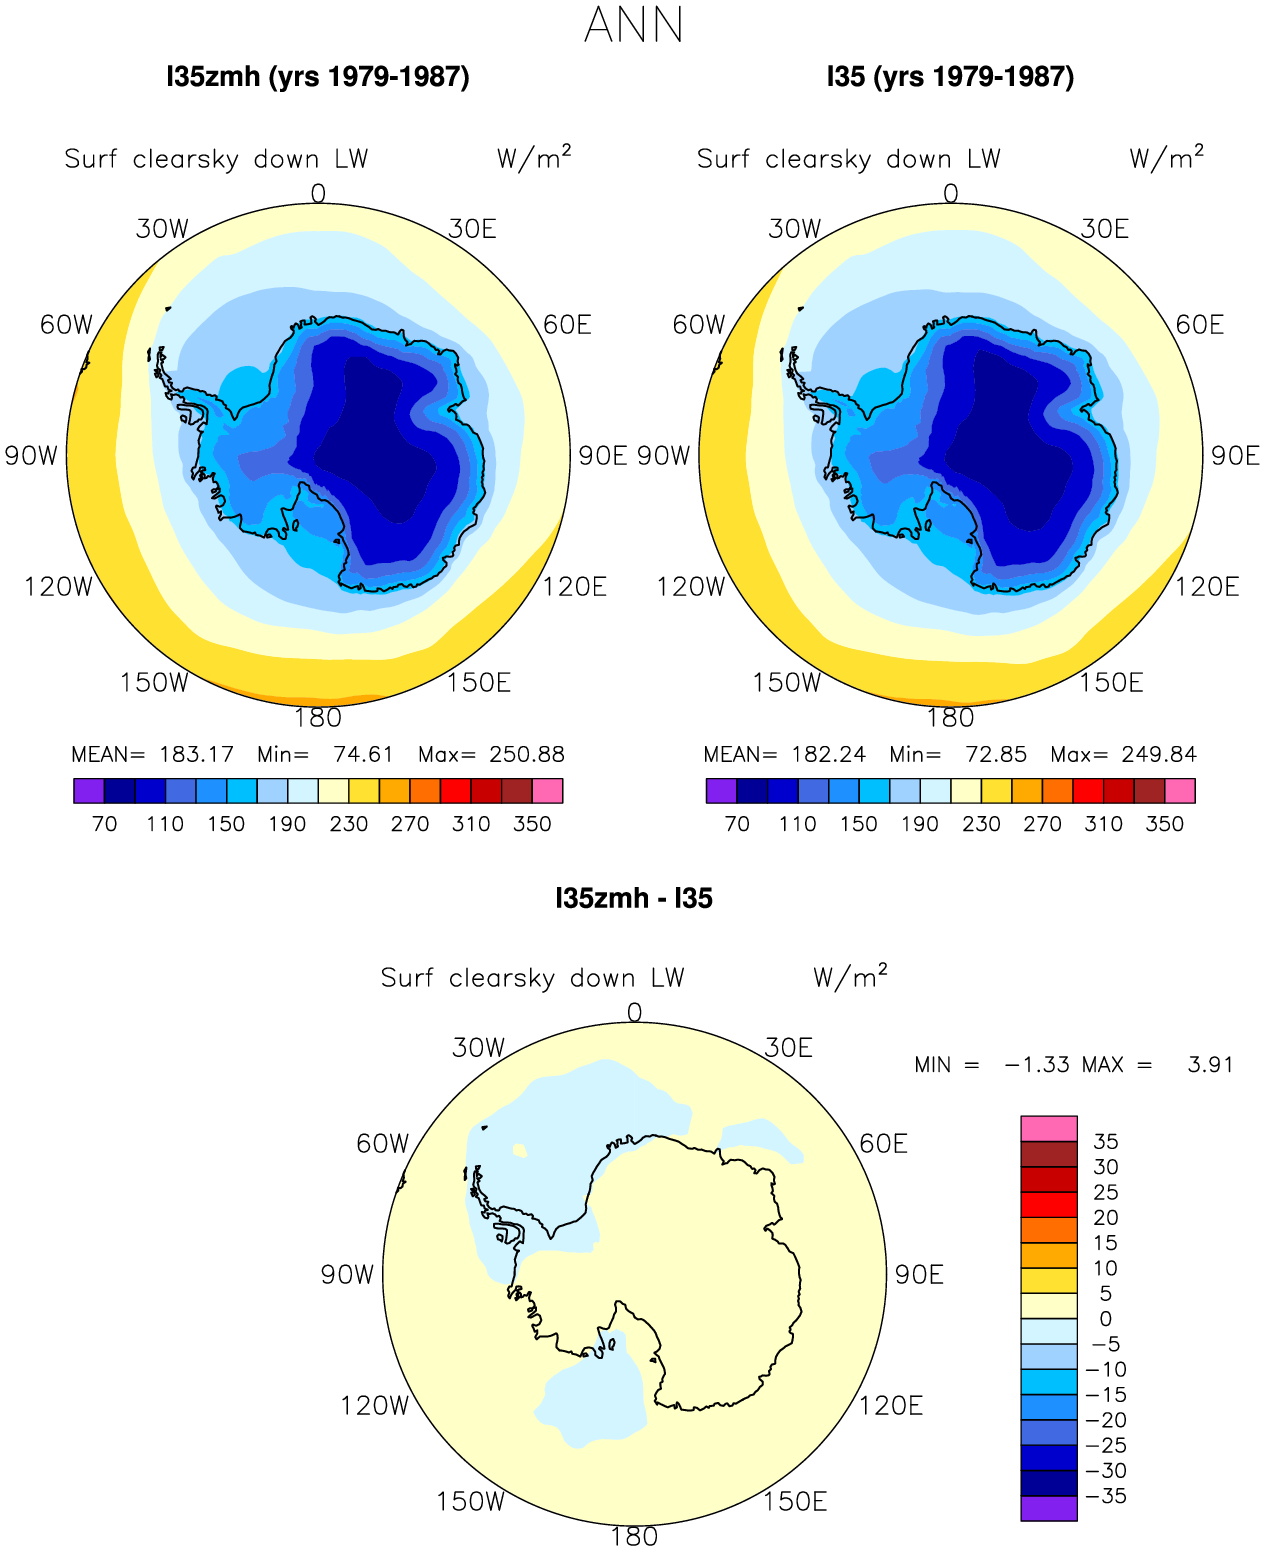 ANN
I35zmh (yrs 1979-1987)
I35 (yrs 1979-1987)
Surf clearsky down LW W/m²
Surf clearsky down LW W/m²
0
30W 30E
60W 60E
90W 90E
120W 120E
150W 150E
180
0
30W 30E
60W 60E
90W 90E
120W 120E
150W 150E
180
MEAN= 183.17 Min= 74.61 Max= 250.88
70 110 150 190 230 270 310 350
MEAN= 182.24 Min= 72.85 Max= 249.84
70 110 150 190 230 270 310 350
I35zmh - I35
Surf clearsky down LW W/m²
0
30W 30E
60W 60E
90W 90E
120W 120E
150W 150E
180
MIN = −1.33 MAX = 3.91
35
30
25
20
15
10
5
0
−5
−10
−15
−20
−25
−30
−35